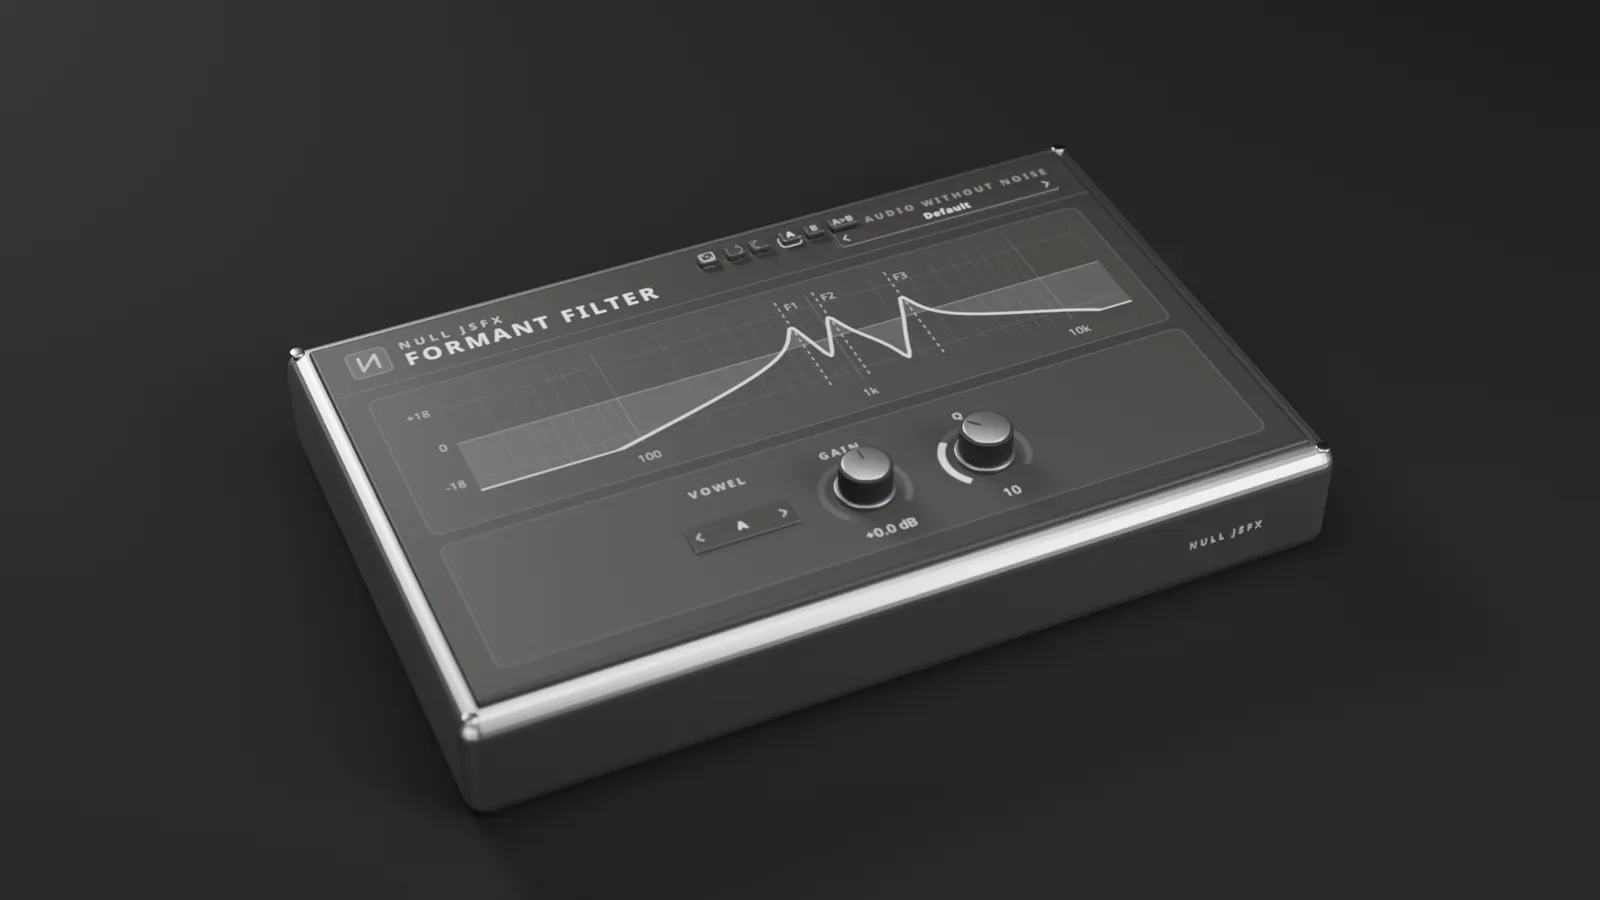 NULL JSFX
FORMANT FILTER
A
B
A>B
AUDIO WITHOUT NOISE
< Default >
+18
0
-18
F1
F2
F3
100
1k
10k
VOWEL
< A >
GAIN
+0.0 dB
Q
10
NULL JSFX